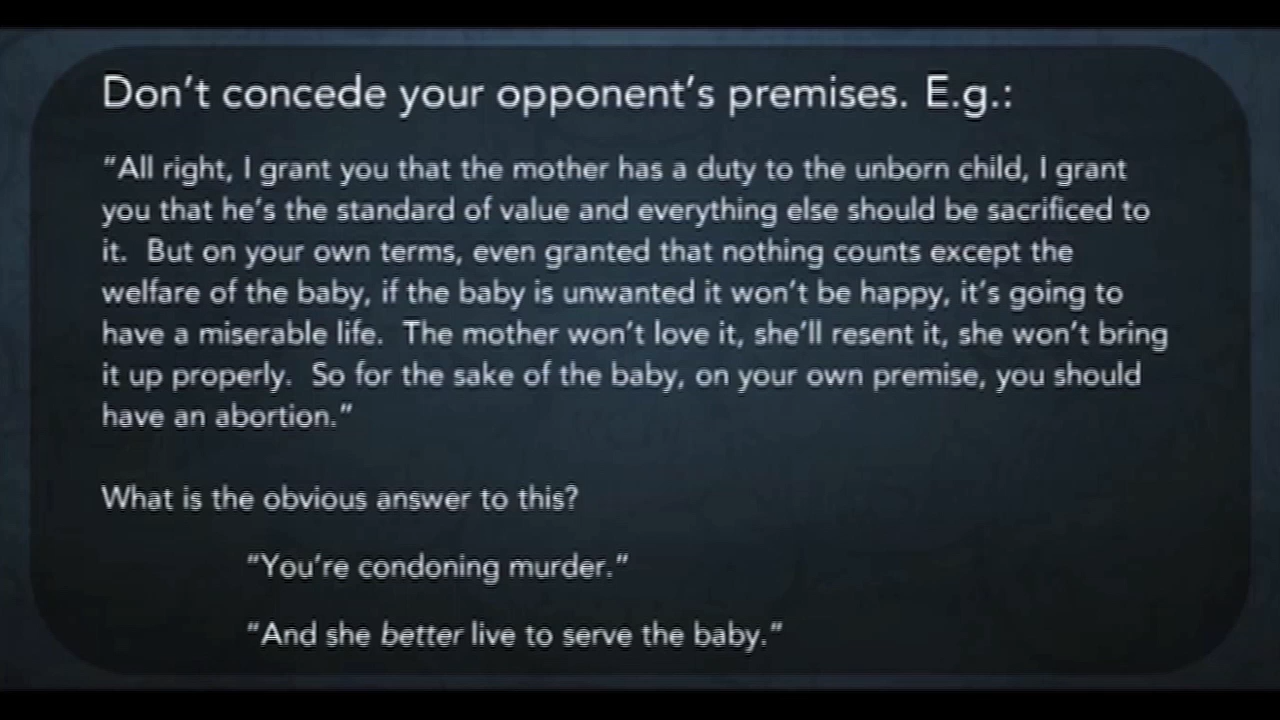 Don't concede your opponent's premises. E.g.:
"All right, I grant you that the mother has a duty to the unborn child, I grant
you that he's the standard of value and everything else should be sacrificed to
it. But on your own terms, even granted that nothing counts except the
welfare of the baby, if the baby is unwanted it won't be happy, it's going to
have a miserable life. The mother won't love it, she'll resent it, she won't bring
it up properly. So for the sake of the baby, on your own premise, you should
have an abortion."
What is the obvious answer to this?
"You're condoning murder."
"And she better live to serve the baby."